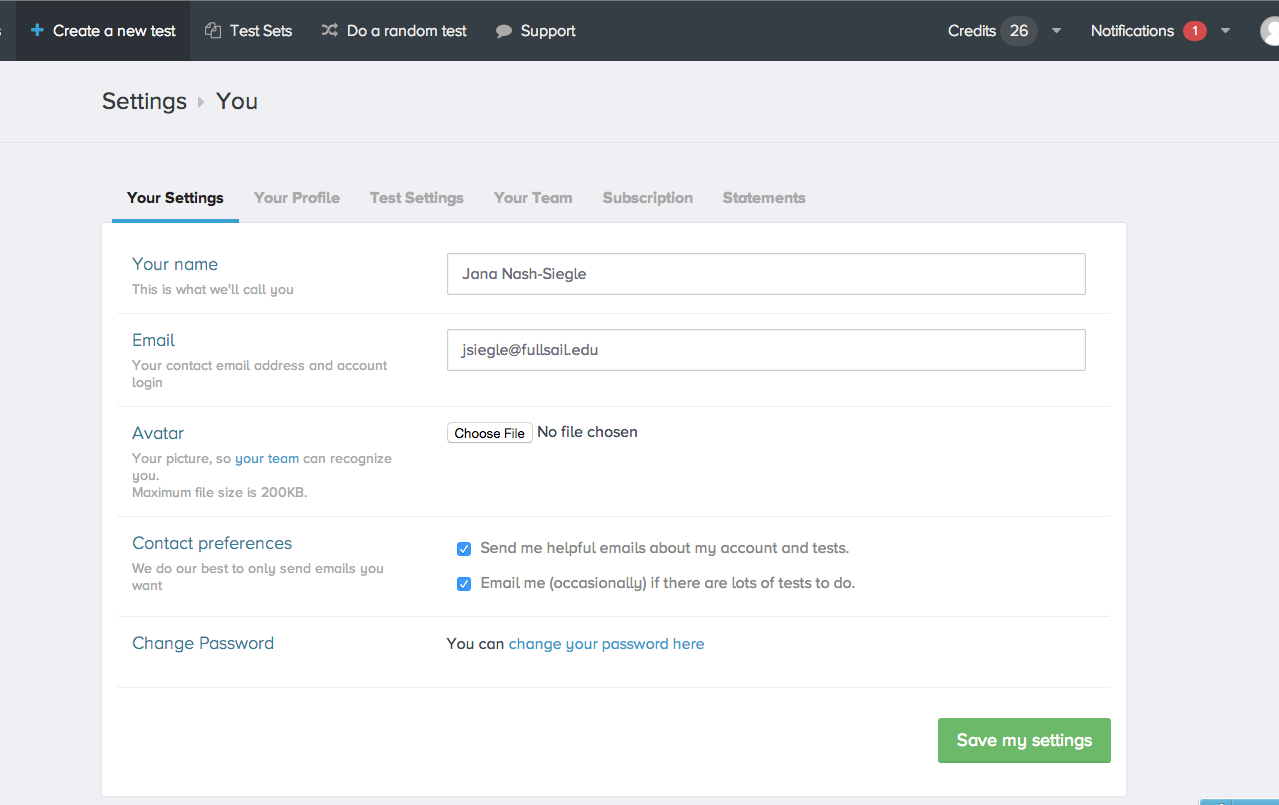 Create a new test Test Sets Do a random test Support Credits 26 Notifications 1
Settings You
Your Settings Your Profile Test Settings Your Team Subscription Statements
Your name
This is what we'll call you
Jana Nash-Siegle
Email
Your contact email address and account
login
jsiegle@fullsail.edu
Avatar
Your picture, so your team can recognize
you.
Maximum file size is 200KB.
Choose File No file chosen
Contact preferences
We do our best to only send emails you
want
Send me helpful emails about my account and tests.
Email me (occasionally) if there are lots of tests to do.
Change Password
You can change your password here
Save my settings